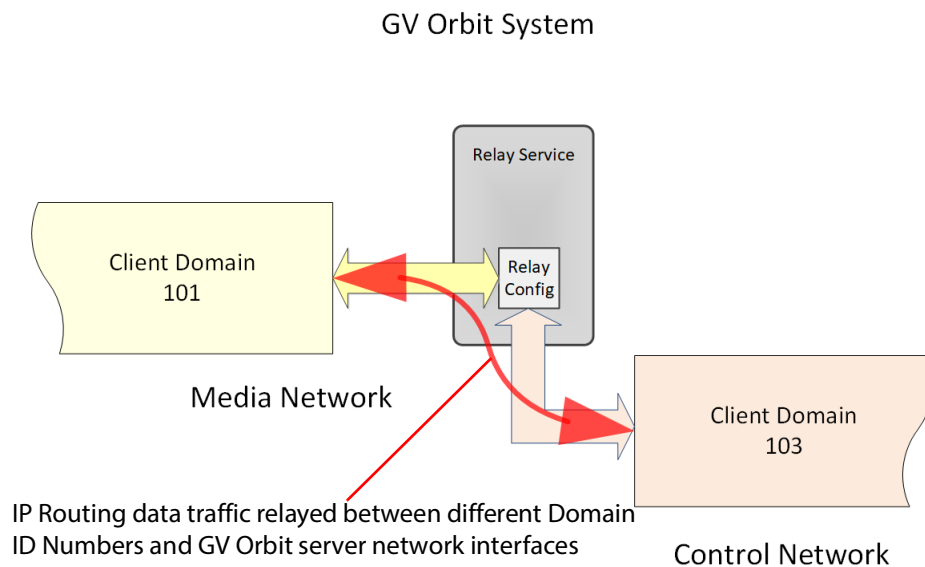 GV Orbit System
Relay Service
Client Domain
101
Relay
Config
Media Network
Client Domain
103
IP Routing data traffic relayed between different Domain
ID Numbers and GV Orbit server network interfaces
Control Network